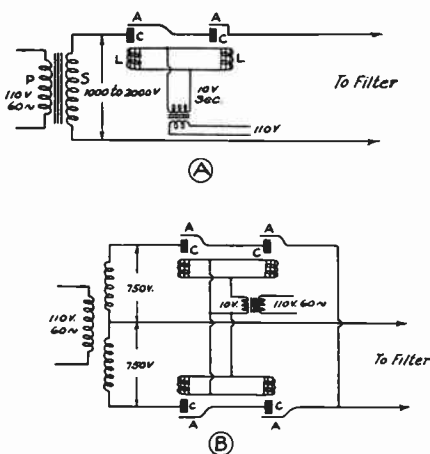 A A
C C
P S
L L
110V
60~
1000 to 2000V
10V
Sec.
110V
To Filter
A
A A
C C
750V.
10V. 110V. 60~
110V.
60~
To Filter
750V
C C
A A
B